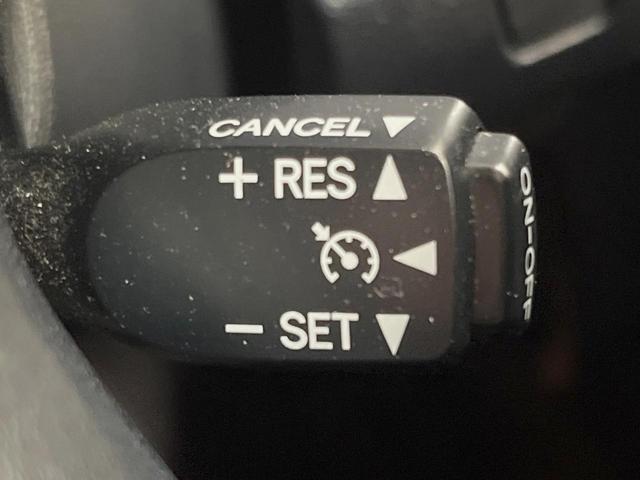 CANCEL
+ RES
- SET
ON-OFF